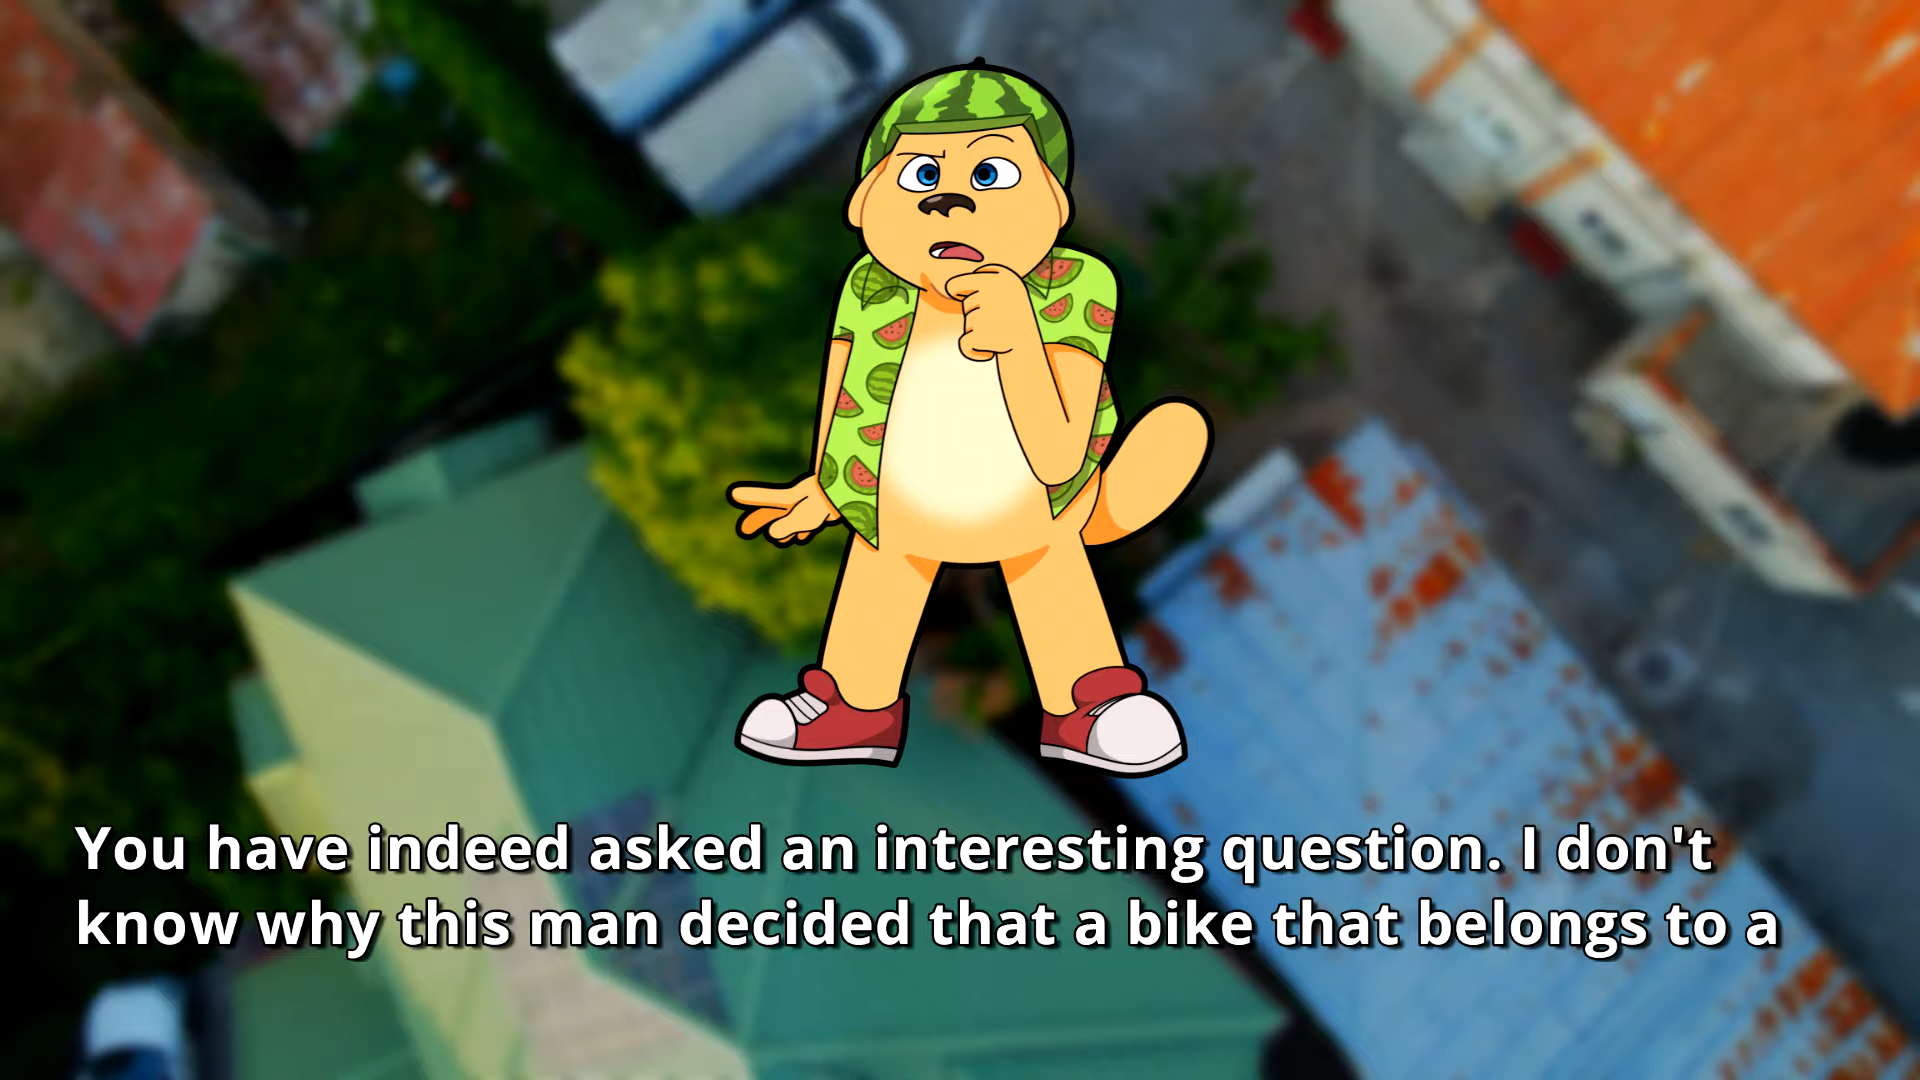 You have indeed asked an interesting question. I don't
know why this man decided that a bike that belongs to a